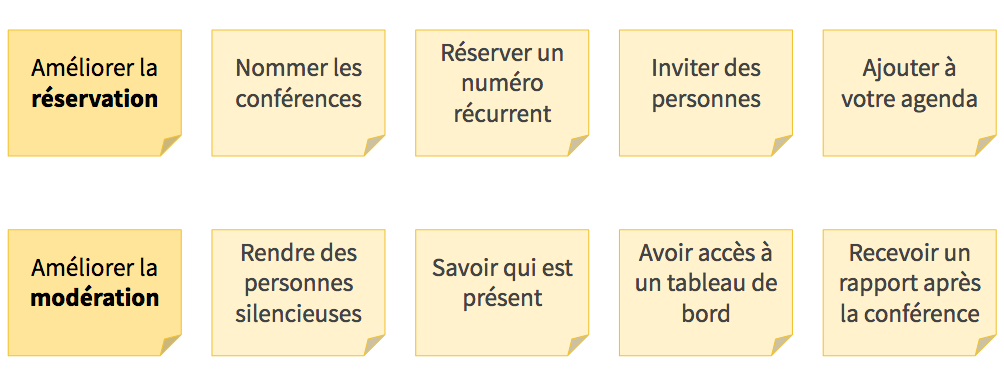 Améliorer la
réservation
Nommer les
conférences
Réserver un
numéro
récurrent
Inviter des
personnes
Ajouter à
votre agenda
Améliorer la
modération
Rendre des
personnes
silencieuses
Savoir qui est
présent
Avoir accès à
un tableau de
bord
Recevoir un
rapport après
la conférence